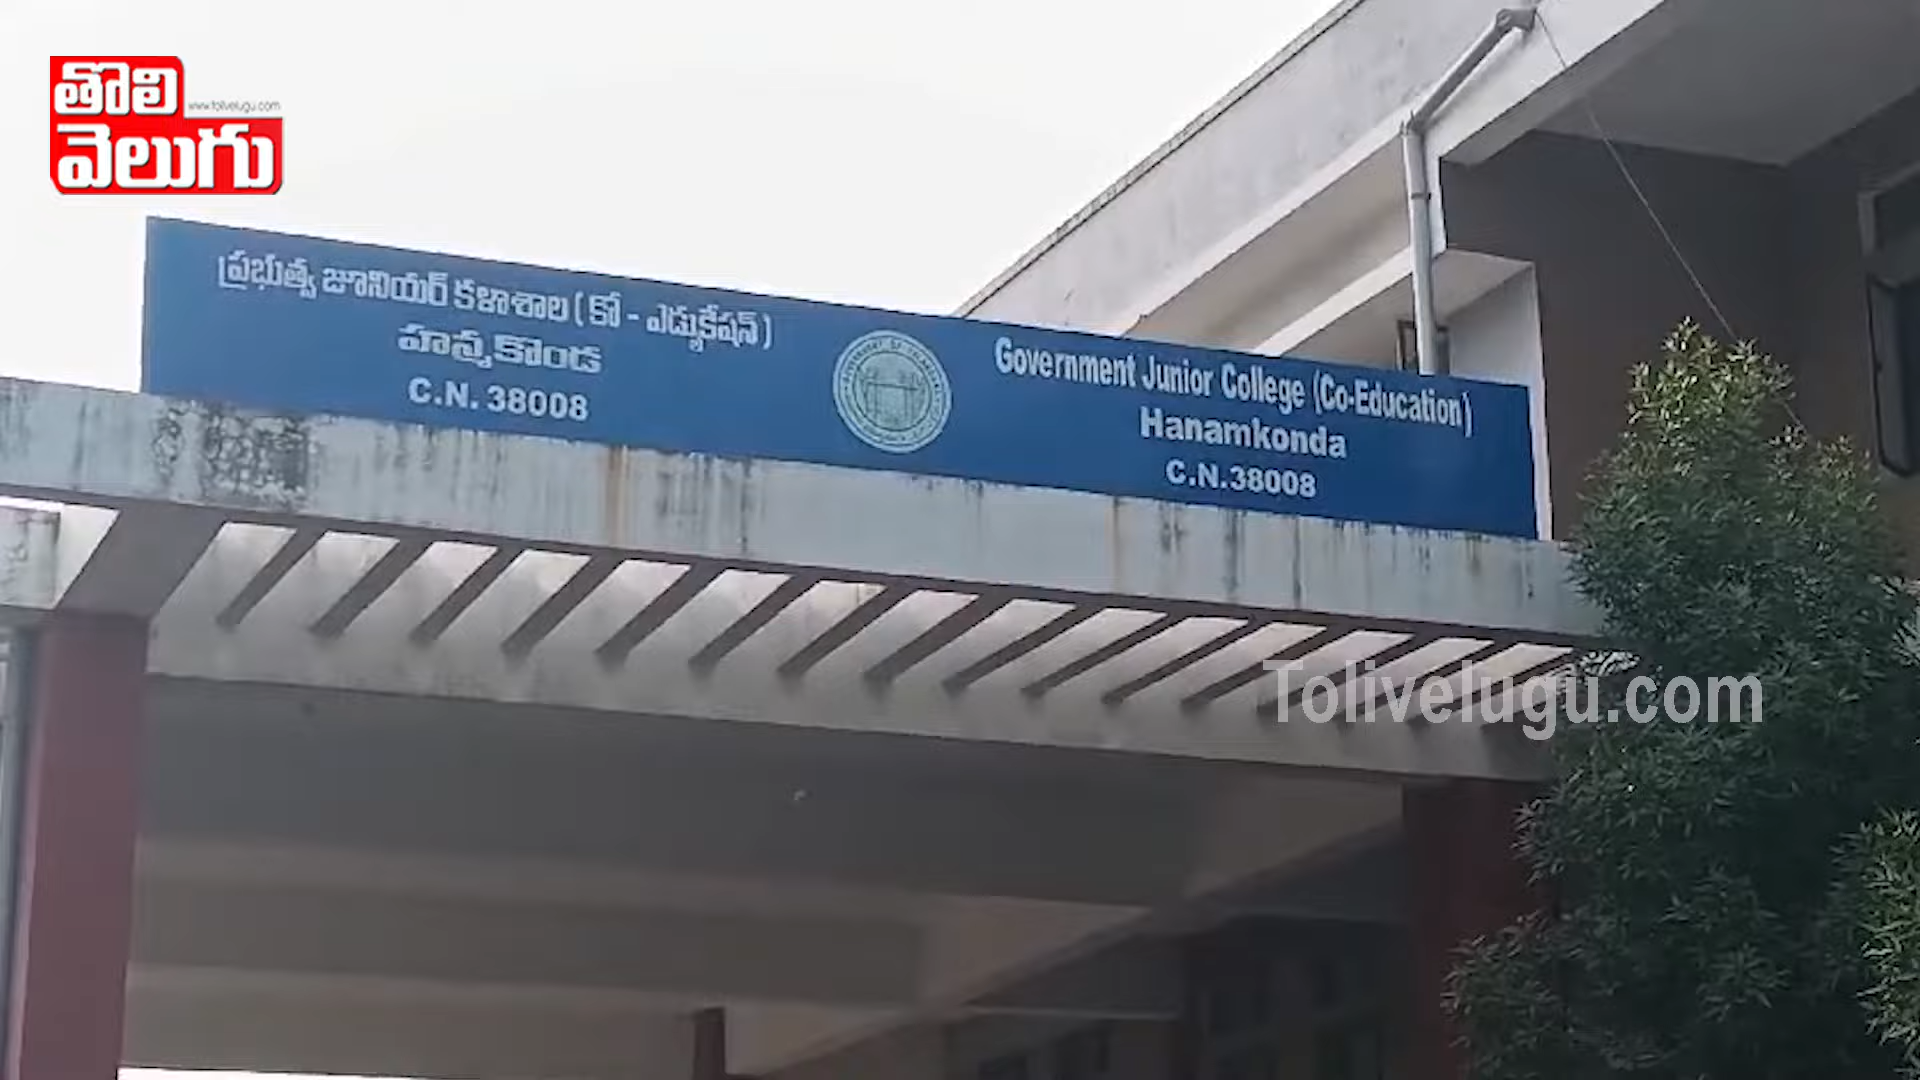 తొలి
www.tolivelugu.com
వెలుగు
ప్రభుత్వ జూనియర్ కళాశాల ( కో - ఎడ్యుకేషన్ )
హన్మకొండ
C.N. 38008
Government Junior College (Co-Education)
Hanamkonda
C.N.38008
Tolivelugu.com